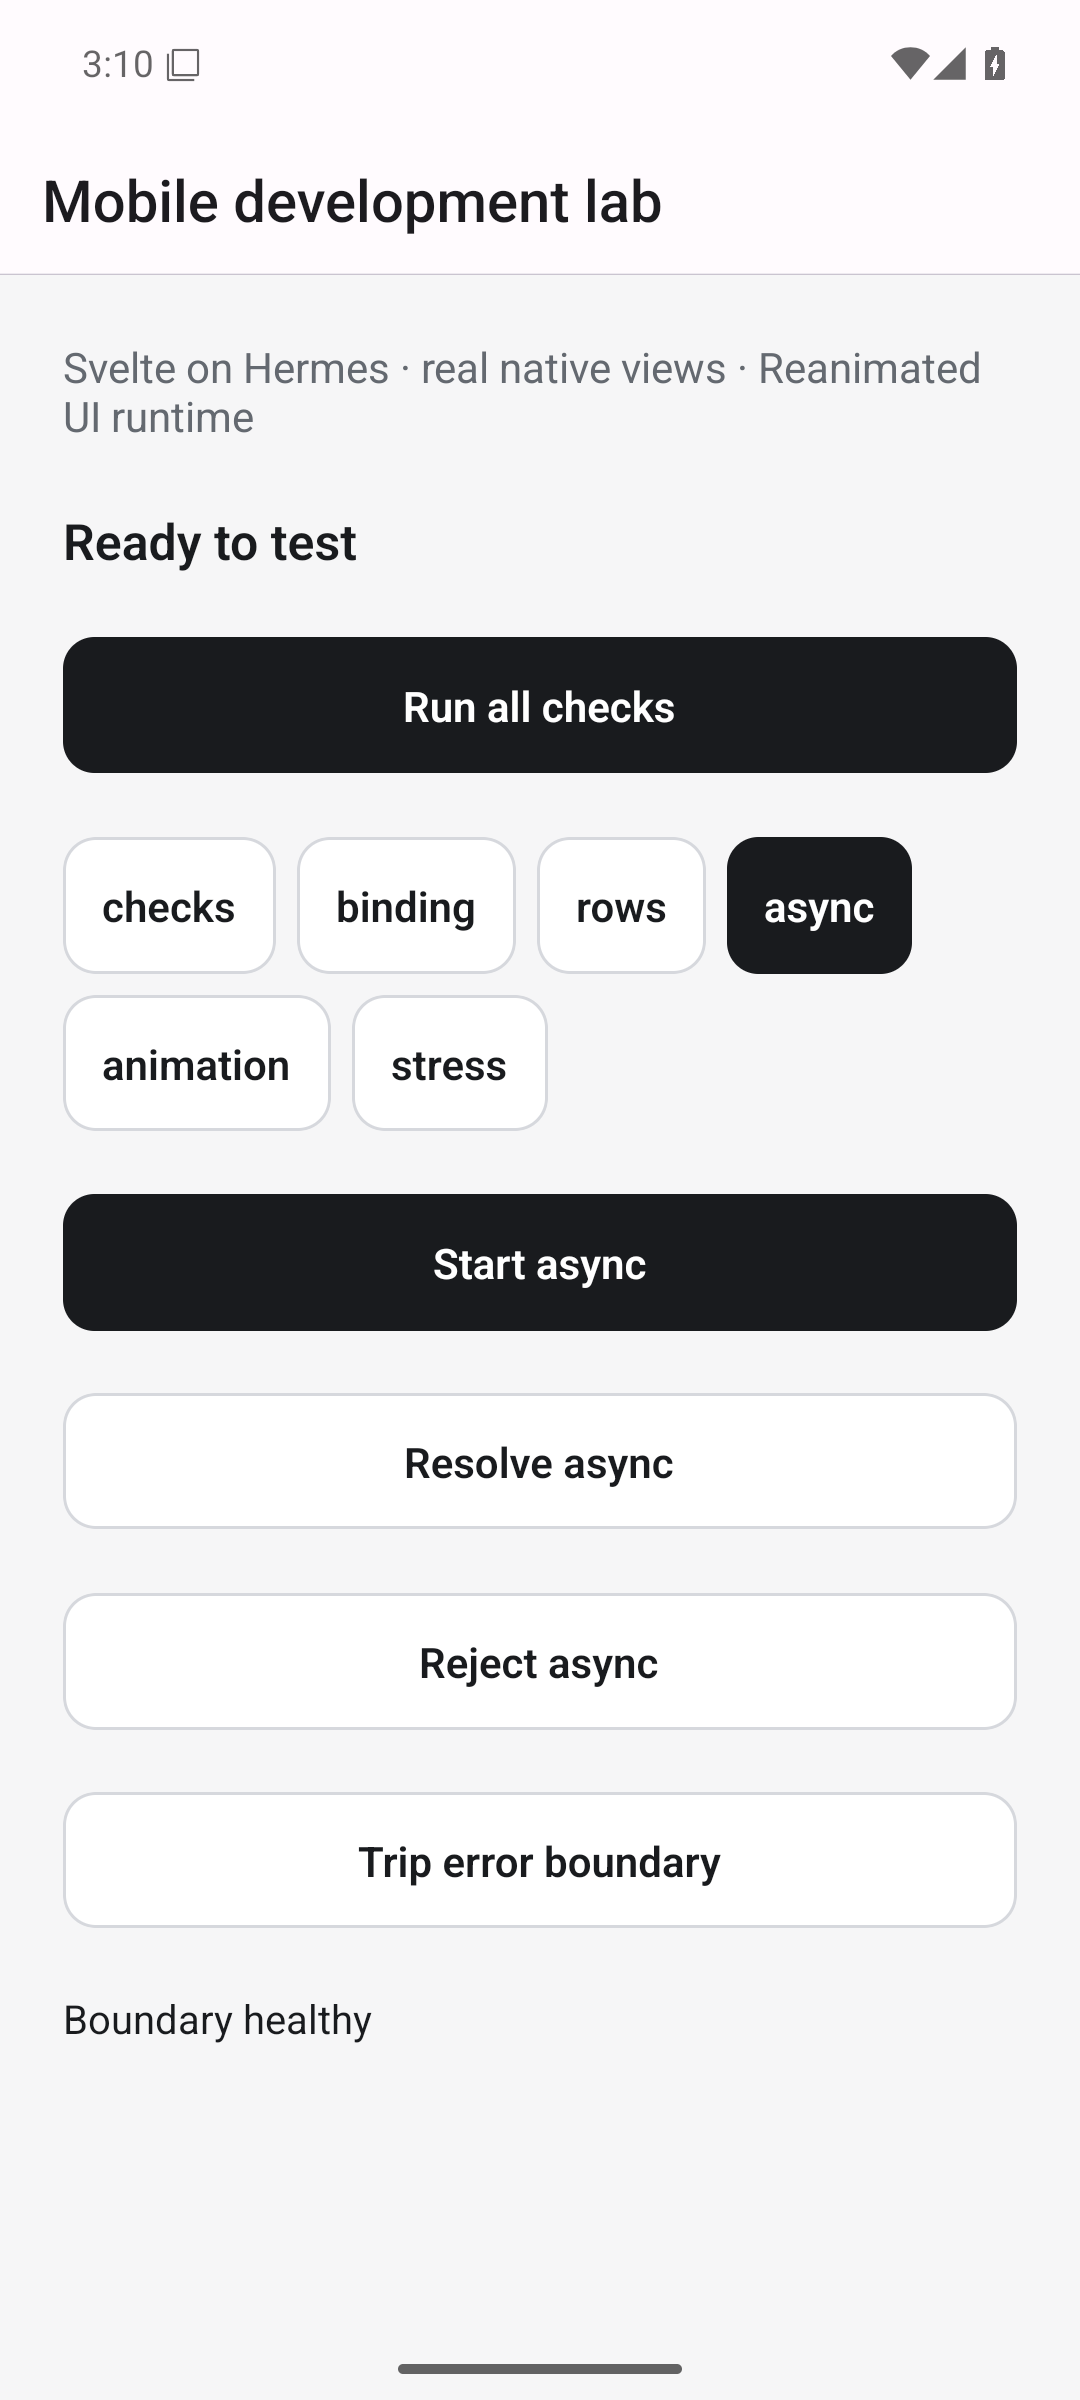 3:10
Mobile development lab
Svelte on Hermes · real native views · Reanimated
UI runtime
Ready to test
Run all checks
checks
binding
rows
async
animation
stress
Start async
Resolve async
Reject async
Trip error boundary
Boundary healthy